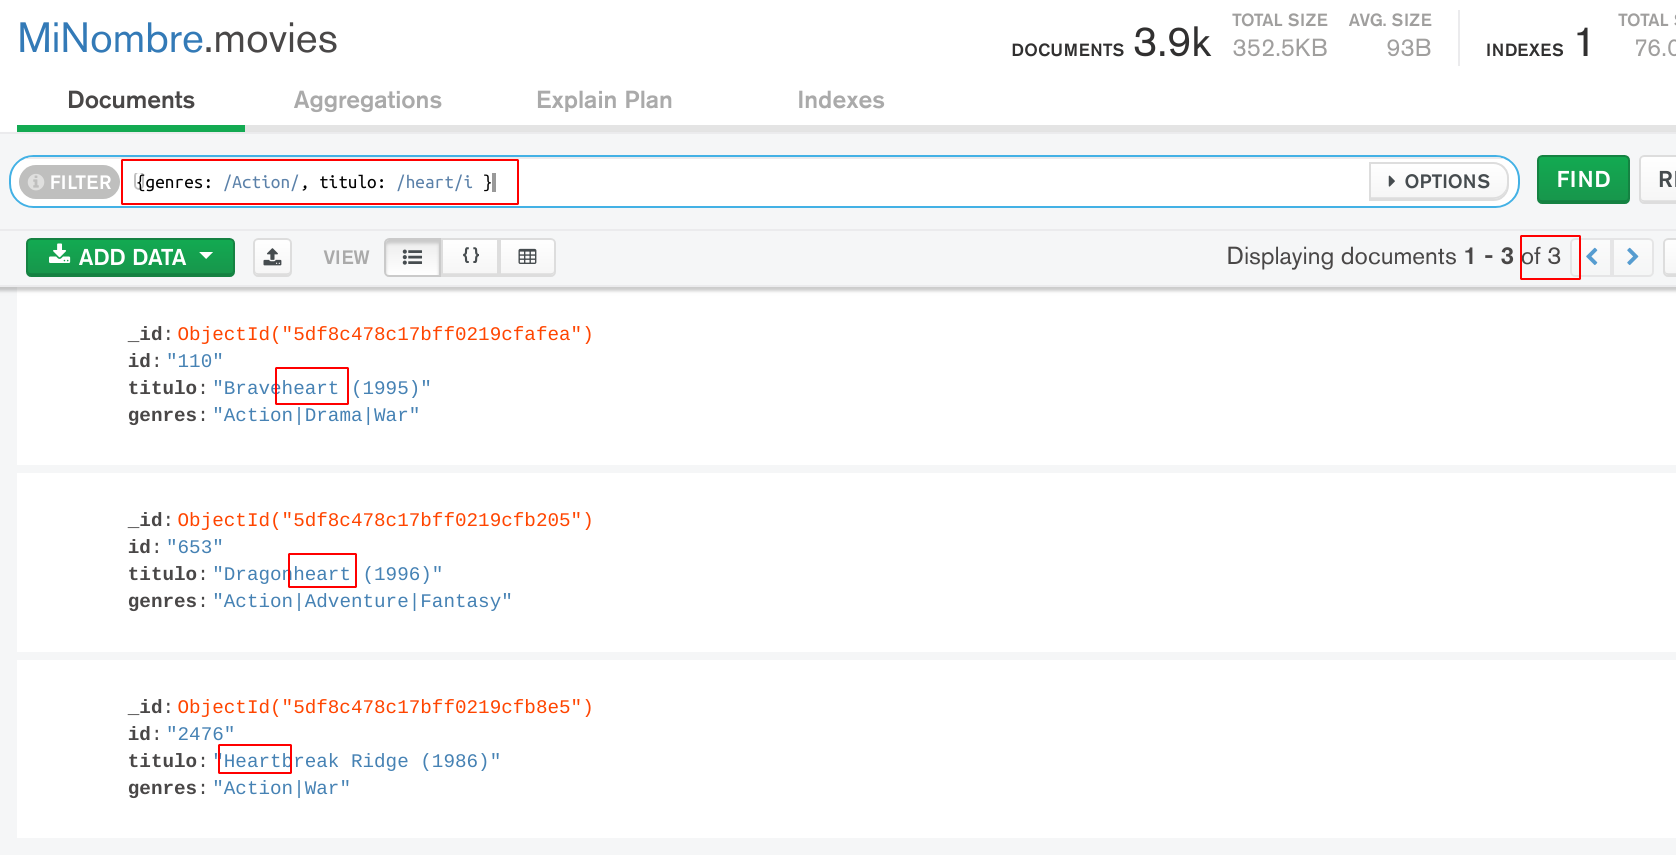 MiNombre.movies
DOCUMENTS 3.9k
TOTAL SIZE
352.5KB
AVG. SIZE
93B
INDEXES 1
TOTAL
76.0
Documents Aggregations Explain Plan Indexes
FILTER {genres: /Action/, titulo: /heart/i } OPTIONS FIND
ADD DATA VIEW {} Displaying documents 1 - 3 of 3
_id: ObjectId("5df8c478c17bff0219cfafea")
id: "110"
titulo: "Braveheart (1995)"
genres: "Action|Drama|War"
_id: ObjectId("5df8c478c17bff0219cfb205")
id: "653"
titulo: "Dragonheart (1996)"
genres: "Action|Adventure|Fantasy"
_id: ObjectId("5df8c478c17bff0219cfb8e5")
id: "2476"
titulo: "Heartbreak Ridge (1986)"
genres: "Action|War"